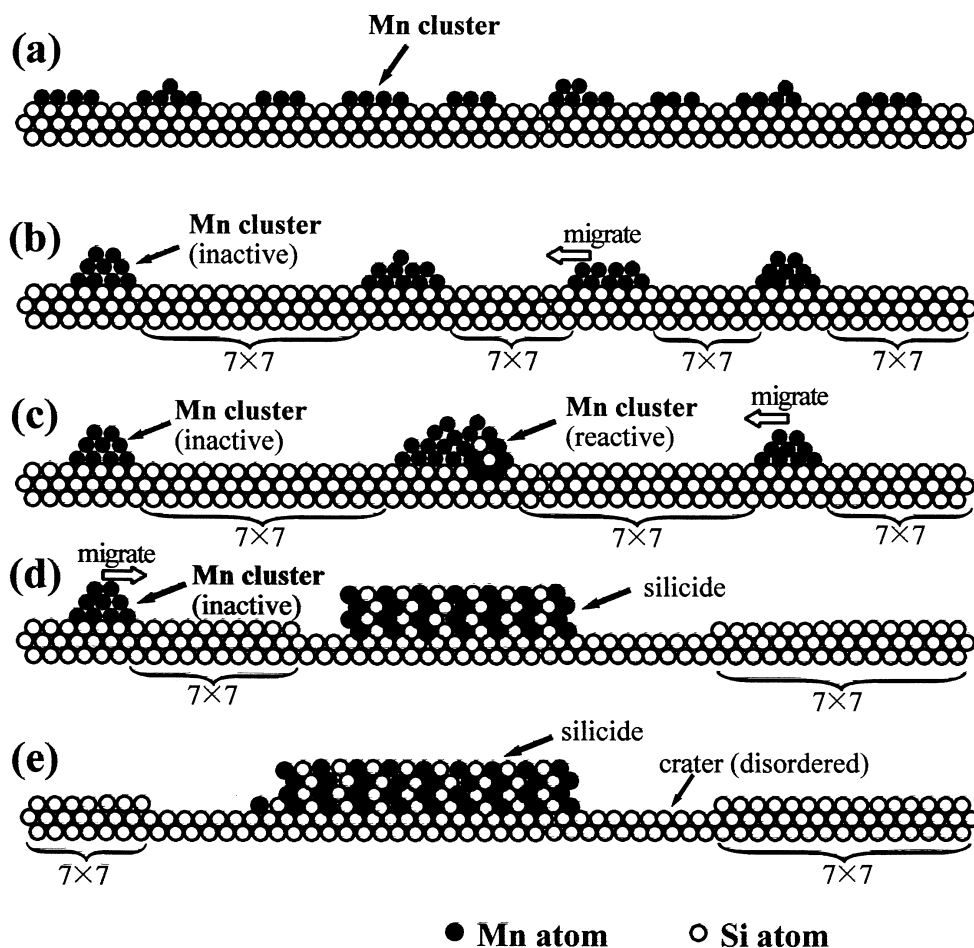 (a)
Mn cluster
(b)
Mn cluster
(inactive)
migrate
7×7
7×7
7×7
7×7
(c)
Mn cluster
(inactive)
Mn cluster
(reactive)
migrate
7×7
7×7
7×7
(d)
migrate
Mn cluster
(inactive)
silicide
7×7
7×7
(e)
silicide
crater (disordered)
7×7
7×7
Mn atom
Si atom